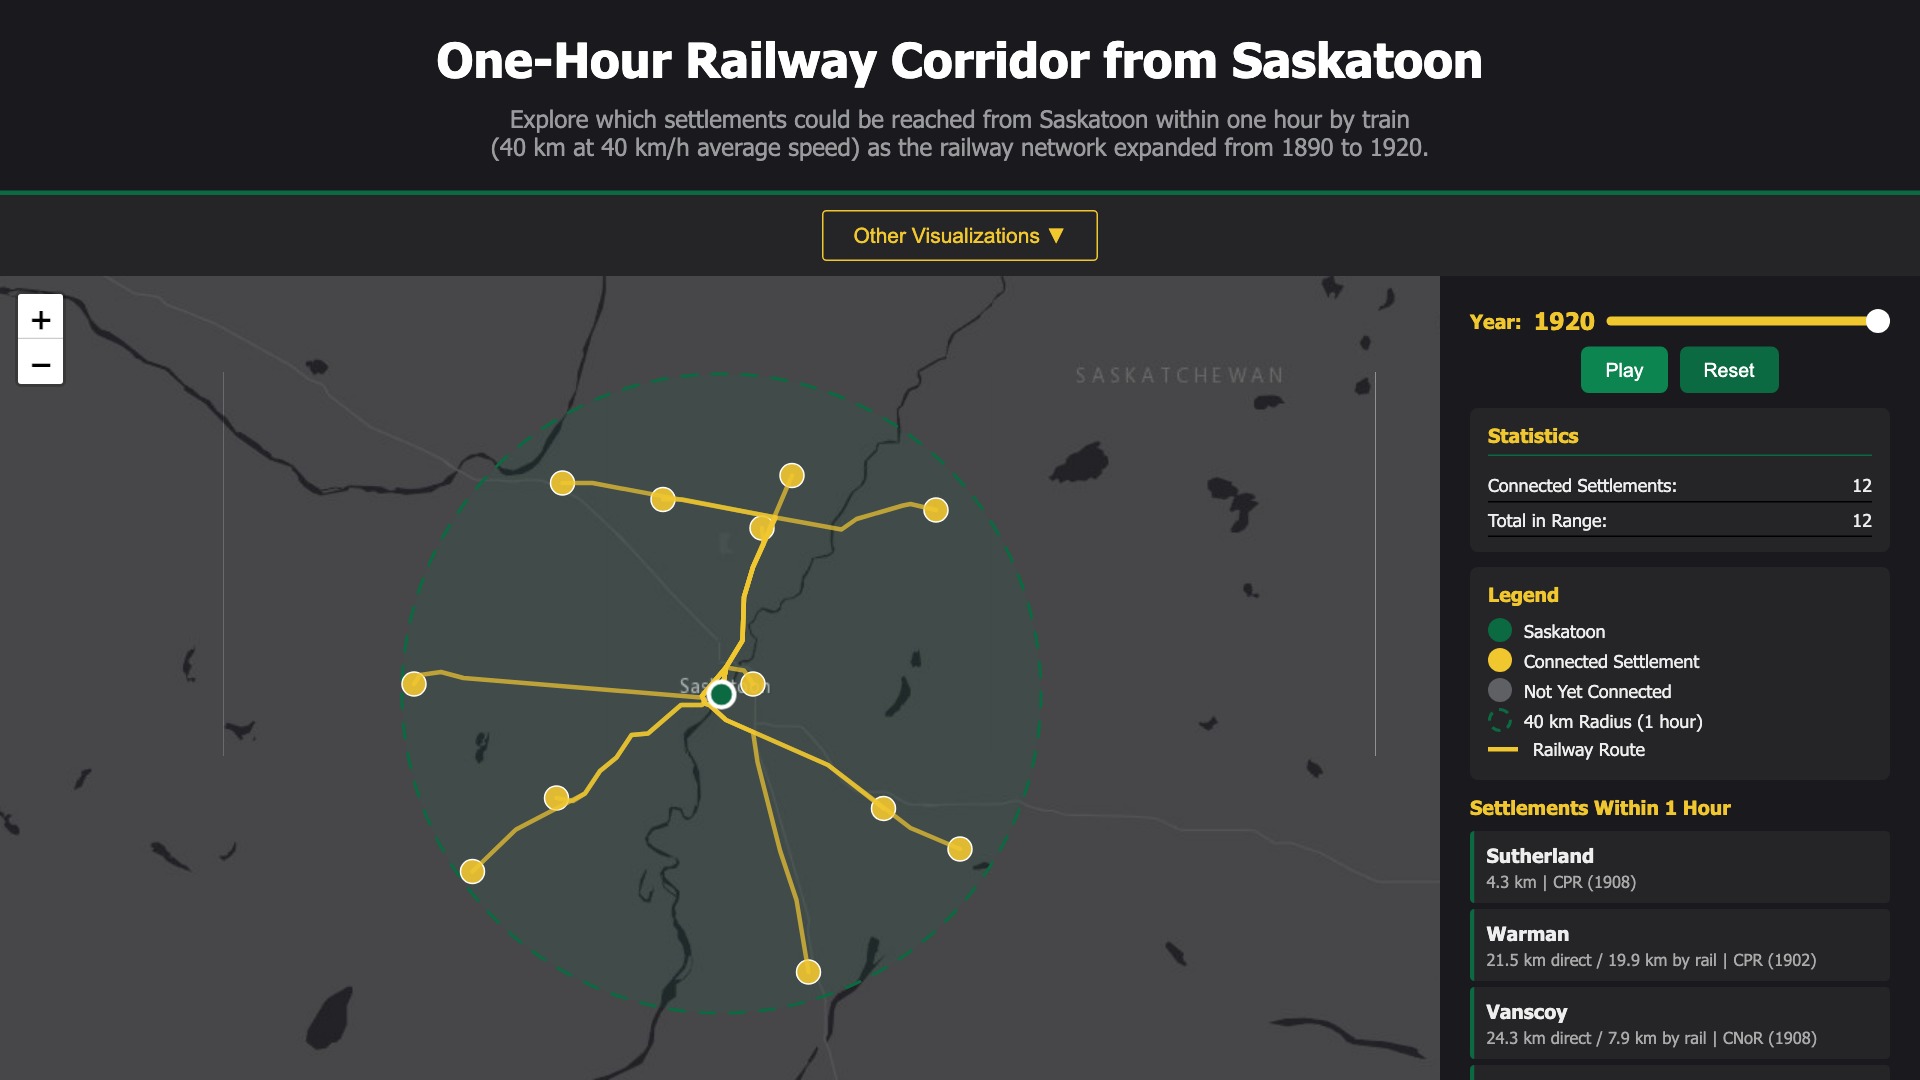 One-Hour Railway Corridor from Saskatoon
Explore which settlements could be reached from Saskatoon within one hour by train
(40 km at 40 km/h average speed) as the railway network expanded from 1890 to 1920.
Other Visualizations ▼
+
−
SASKATCHEWAN
Year: 1920
Play Reset
Statistics
Connected Settlements: 12
Total in Range: 12
Legend
Saskatoon
Connected Settlement
Not Yet Connected
40 km Radius (1 hour)
Railway Route
Settlements Within 1 Hour
Sutherland
4.3 km | CPR (1908)
Warman
21.5 km direct / 19.9 km by rail | CPR (1902)
Vanscoy
24.3 km direct / 7.9 km by rail | CNoR (1908)